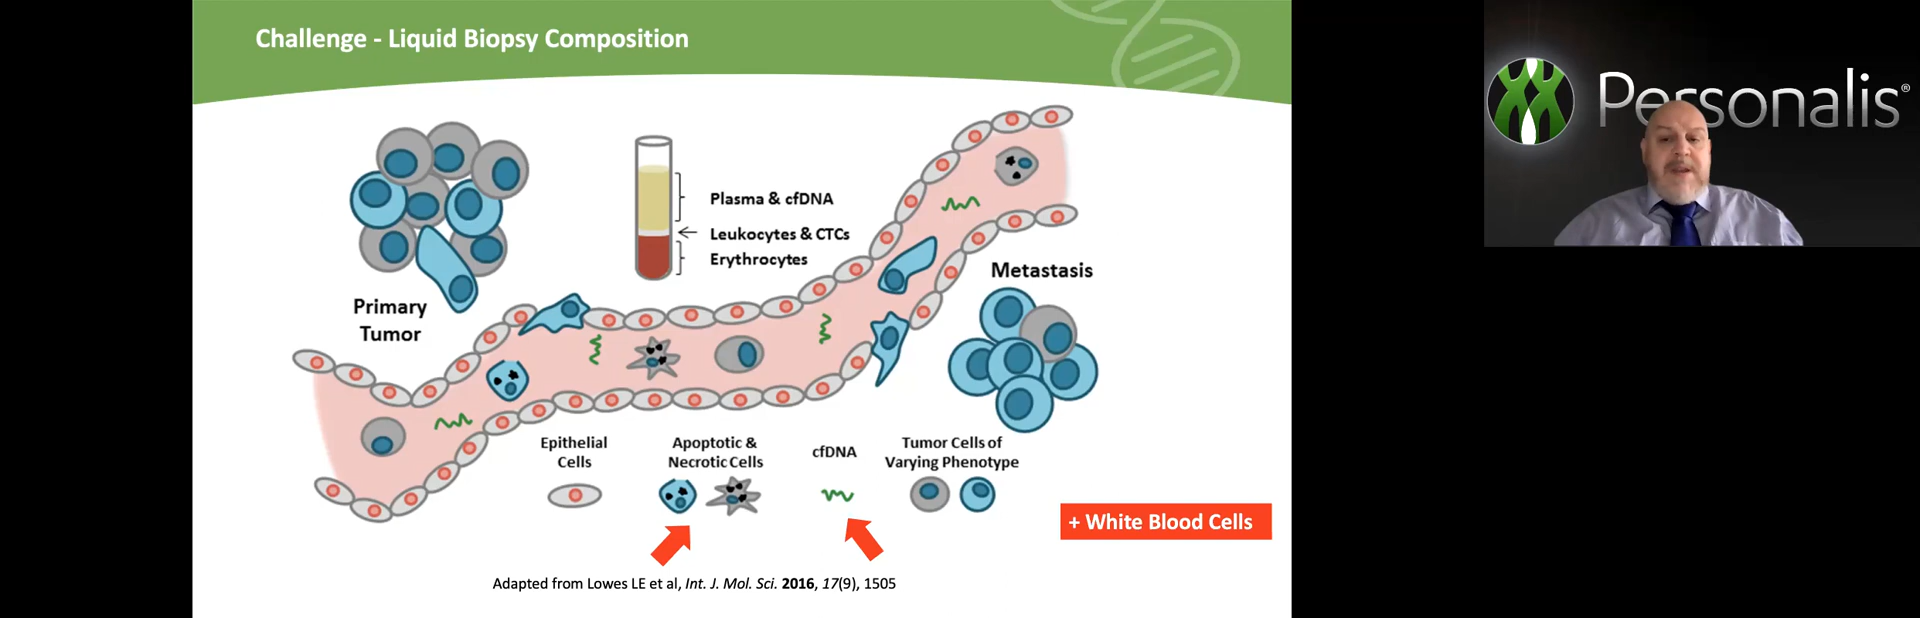 Challenge - Liquid Biopsy Composition
Personalis®
Plasma & cfDNA
Leukocytes & CTCs
Erythrocytes
Primary
Tumor
Metastasis
Epithelial
Cells
Apoptotic &
Necrotic Cells
cfDNA
Tumor Cells of
Varying Phenotype
+ White Blood Cells
Adapted from Lowes LE et al, Int. J. Mol. Sci. 2016, 17(9), 1505